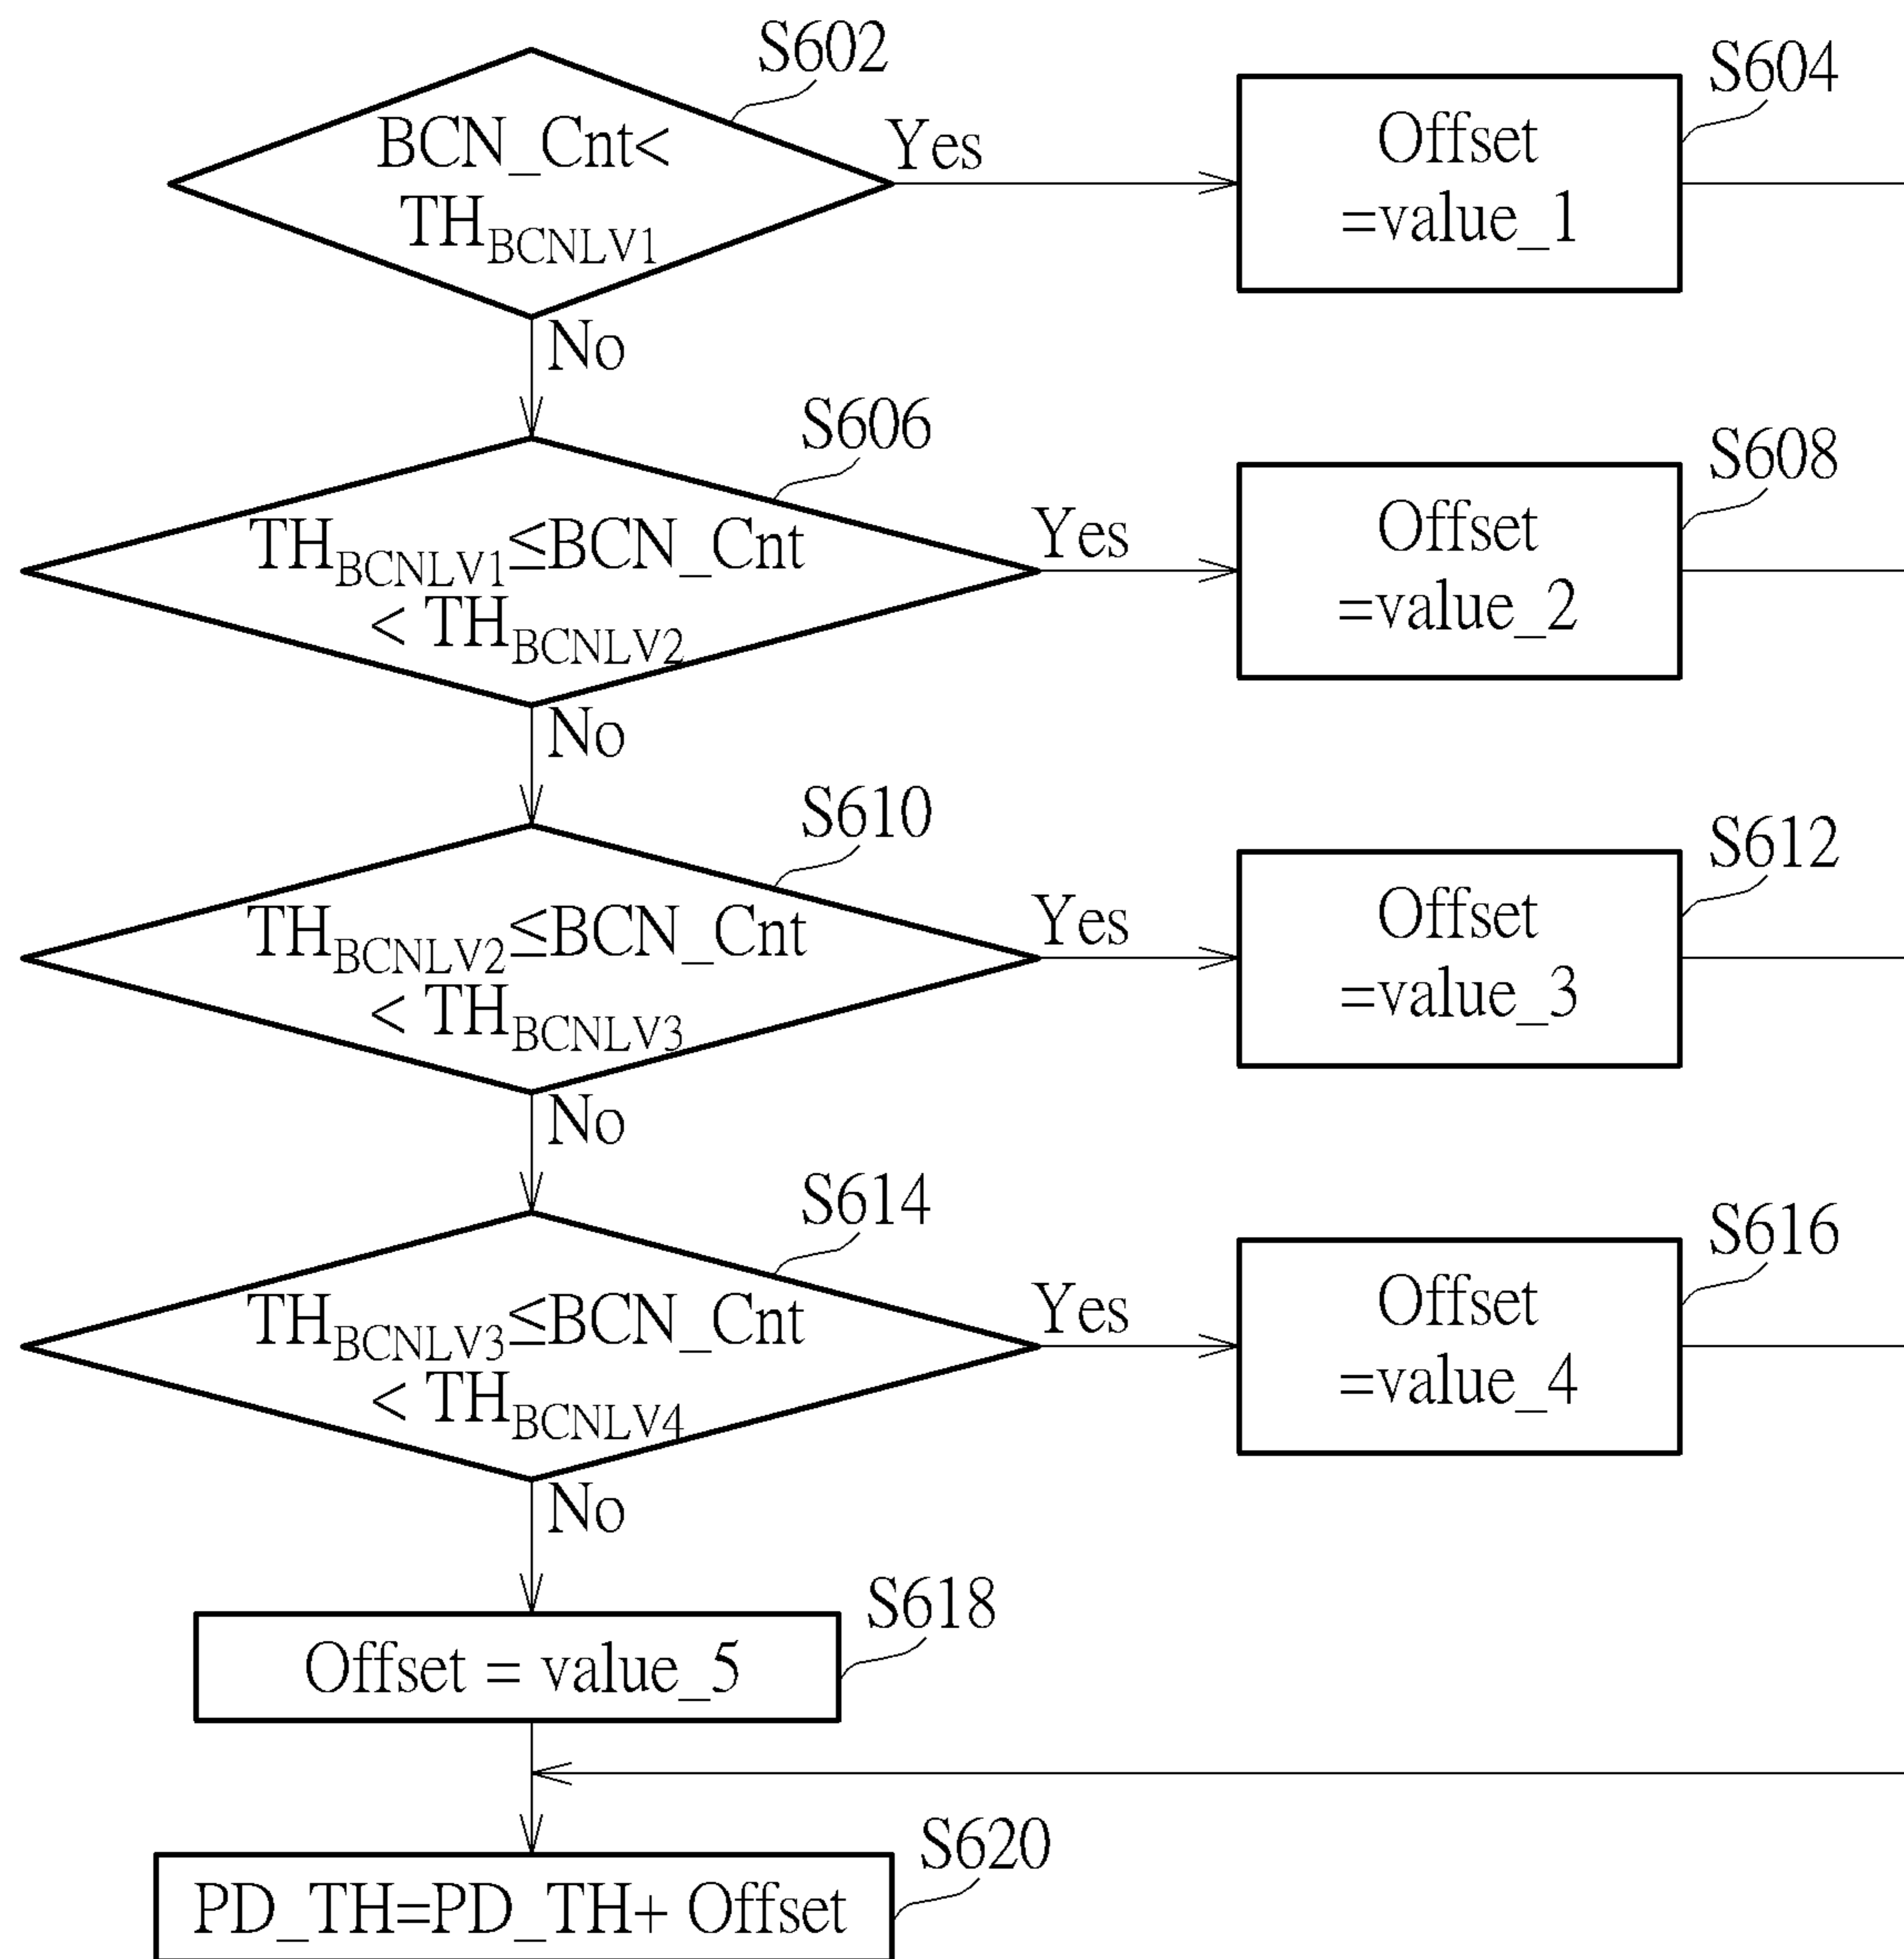 S602
BCN_Cnt<
TH_BCNLV1
Yes
S604
Offset
=value_1
No
S606
TH_BCNLV1≤BCN_Cnt
< TH_BCNLV2
Yes
S608
Offset
=value_2
No
S610
TH_BCNLV2≤BCN_Cnt
< TH_BCNLV3
Yes
S612
Offset
=value_3
No
S614
TH_BCNLV3≤BCN_Cnt
< TH_BCNLV4
Yes
S616
Offset
=value_4
No
S618
Offset = value_5
S620
PD_TH=PD_TH+ Offset